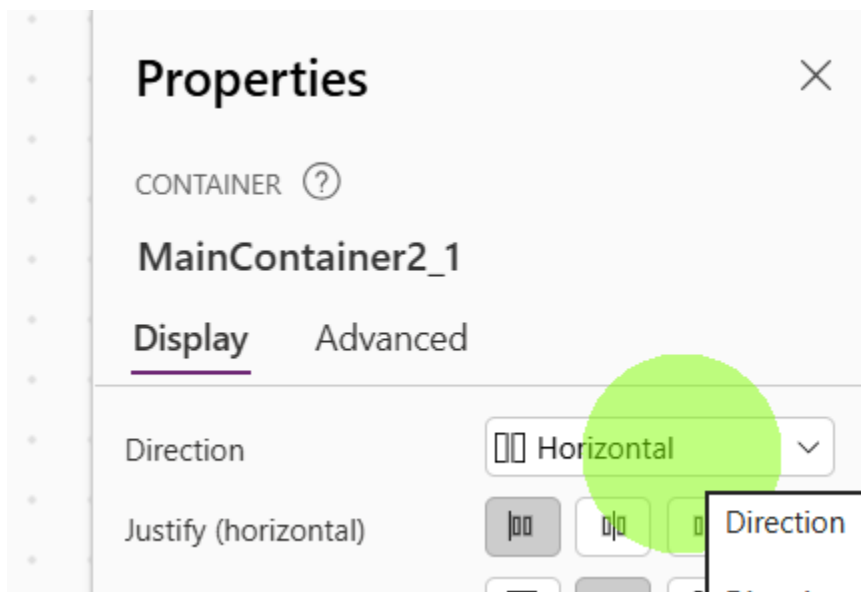 Properties
CONTAINER
MainContainer2_1
Display Advanced
Direction Horizontal
Justify (horizontal)
Direction